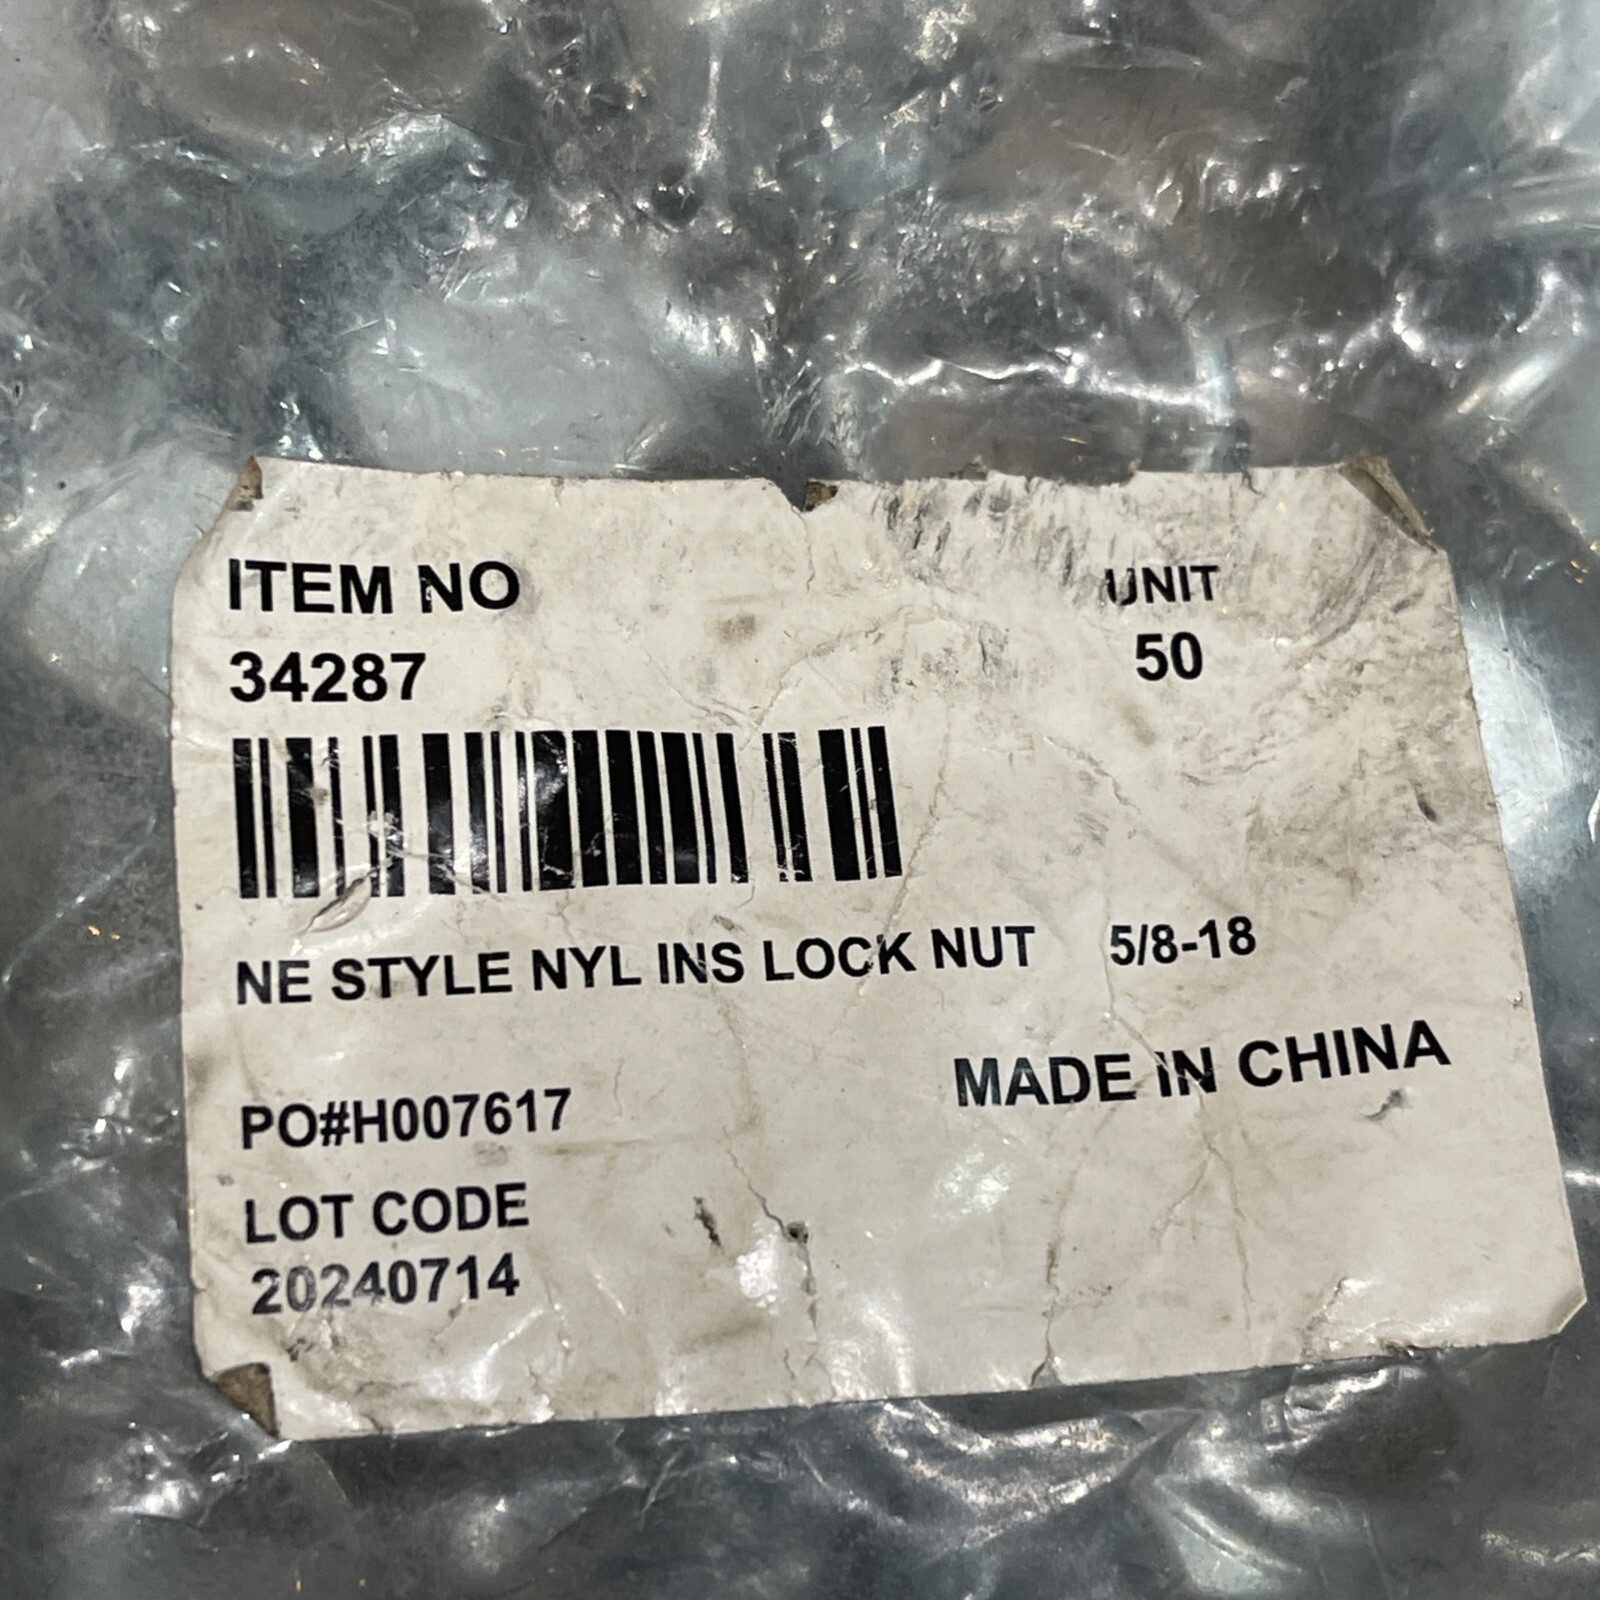 ITEM NO
UNIT
34287
50
NE STYLE NYL INS LOCK NUT 5/8-18
MADE IN CHINA
PO#H007617
LOT CODE
20240714